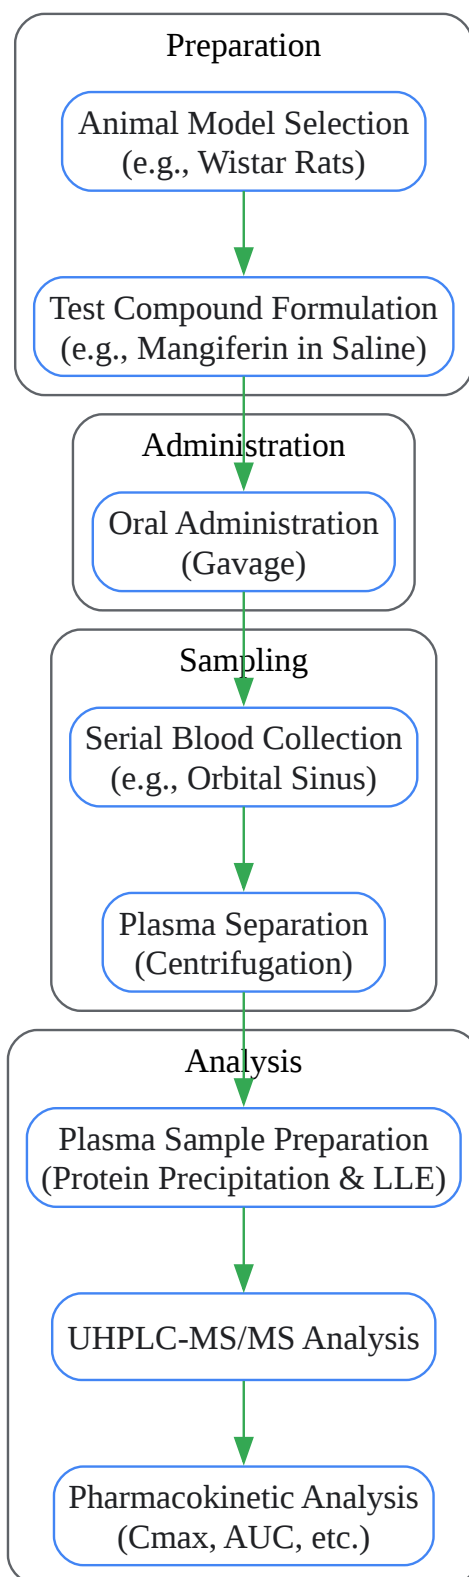 Preparation
Animal Model Selection
(e.g., Wistar Rats)
Test Compound Formulation
(e.g., Mangiferin in Saline)
Administration
Oral Administration
(Gavage)
Sampling
Serial Blood Collection
(e.g., Orbital Sinus)
Plasma Separation
(Centrifugation)
Analysis
Plasma Sample Preparation
(Protein Precipitation & LLE)
UHPLC-MS/MS Analysis
Pharmacokinetic Analysis
(Cmax, AUC, etc.)